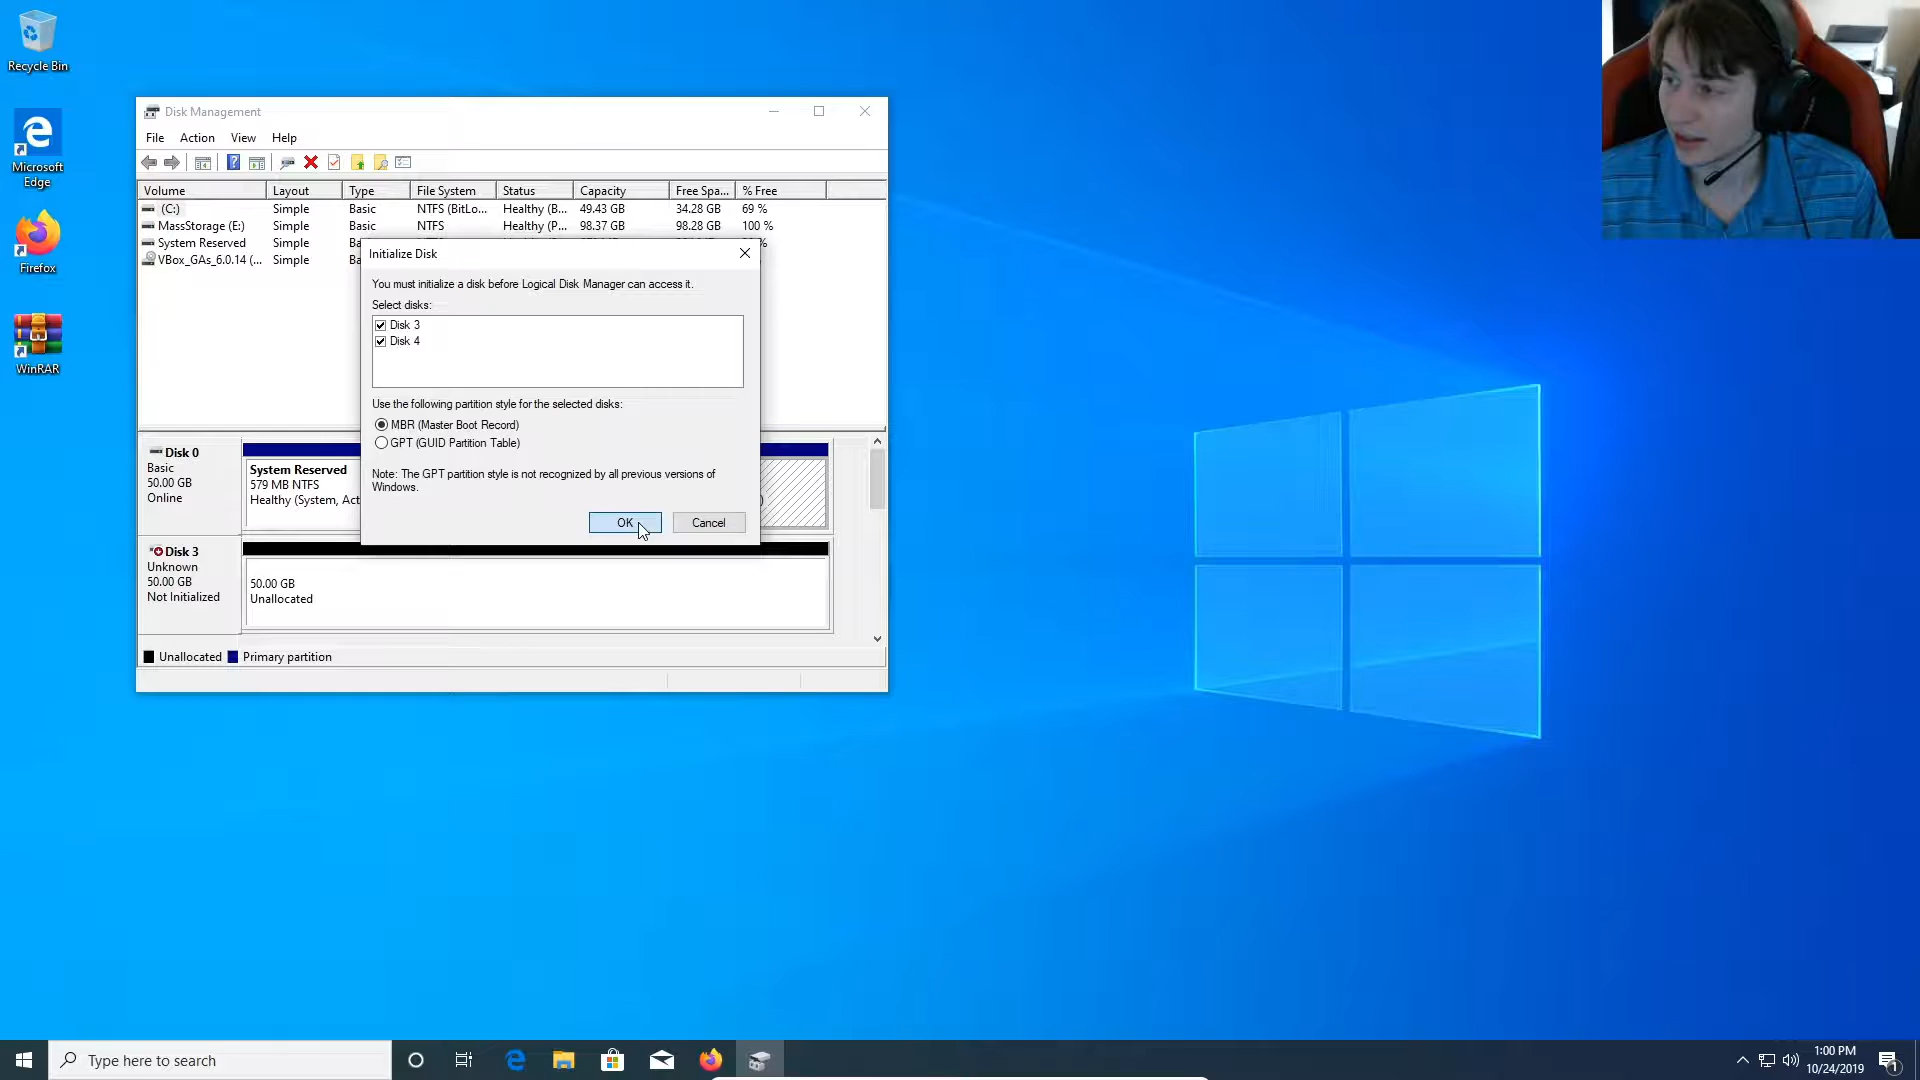 Recycle Bin
Microsoft
Edge
Firefox
WinRAR
Disk Management
File Action View Help
Volume Layout Type File System Status Capacity Free Spa... % Free
(C:) Simple Basic NTFS (BitLo... Healthy (B... 49.43 GB 34.28 GB 69 %
MassStorage (E:) Simple Basic NTFS Healthy (P... 98.37 GB 98.28 GB 100 %
System Reserved Simple Ba
VBox_GAs_6.0.14 (... Simple Ba
Initialize Disk
You must initialize a disk before Logical Disk Manager can access it.
Select disks:
Disk 3
Disk 4
Use the following partition style for the selected disks:
MBR (Master Boot Record)
GPT (GUID Partition Table)
Note: The GPT partition style is not recognized by all previous versions of
Windows.
OK Cancel
Disk 0
Basic
50.00 GB
Online
System Reserved
579 MB NTFS
Healthy (System, Act
Disk 3
Unknown
50.00 GB
Not Initialized
50.00 GB
Unallocated
Unallocated Primary partition
Type here to search
1:00 PM
10/24/2019
1